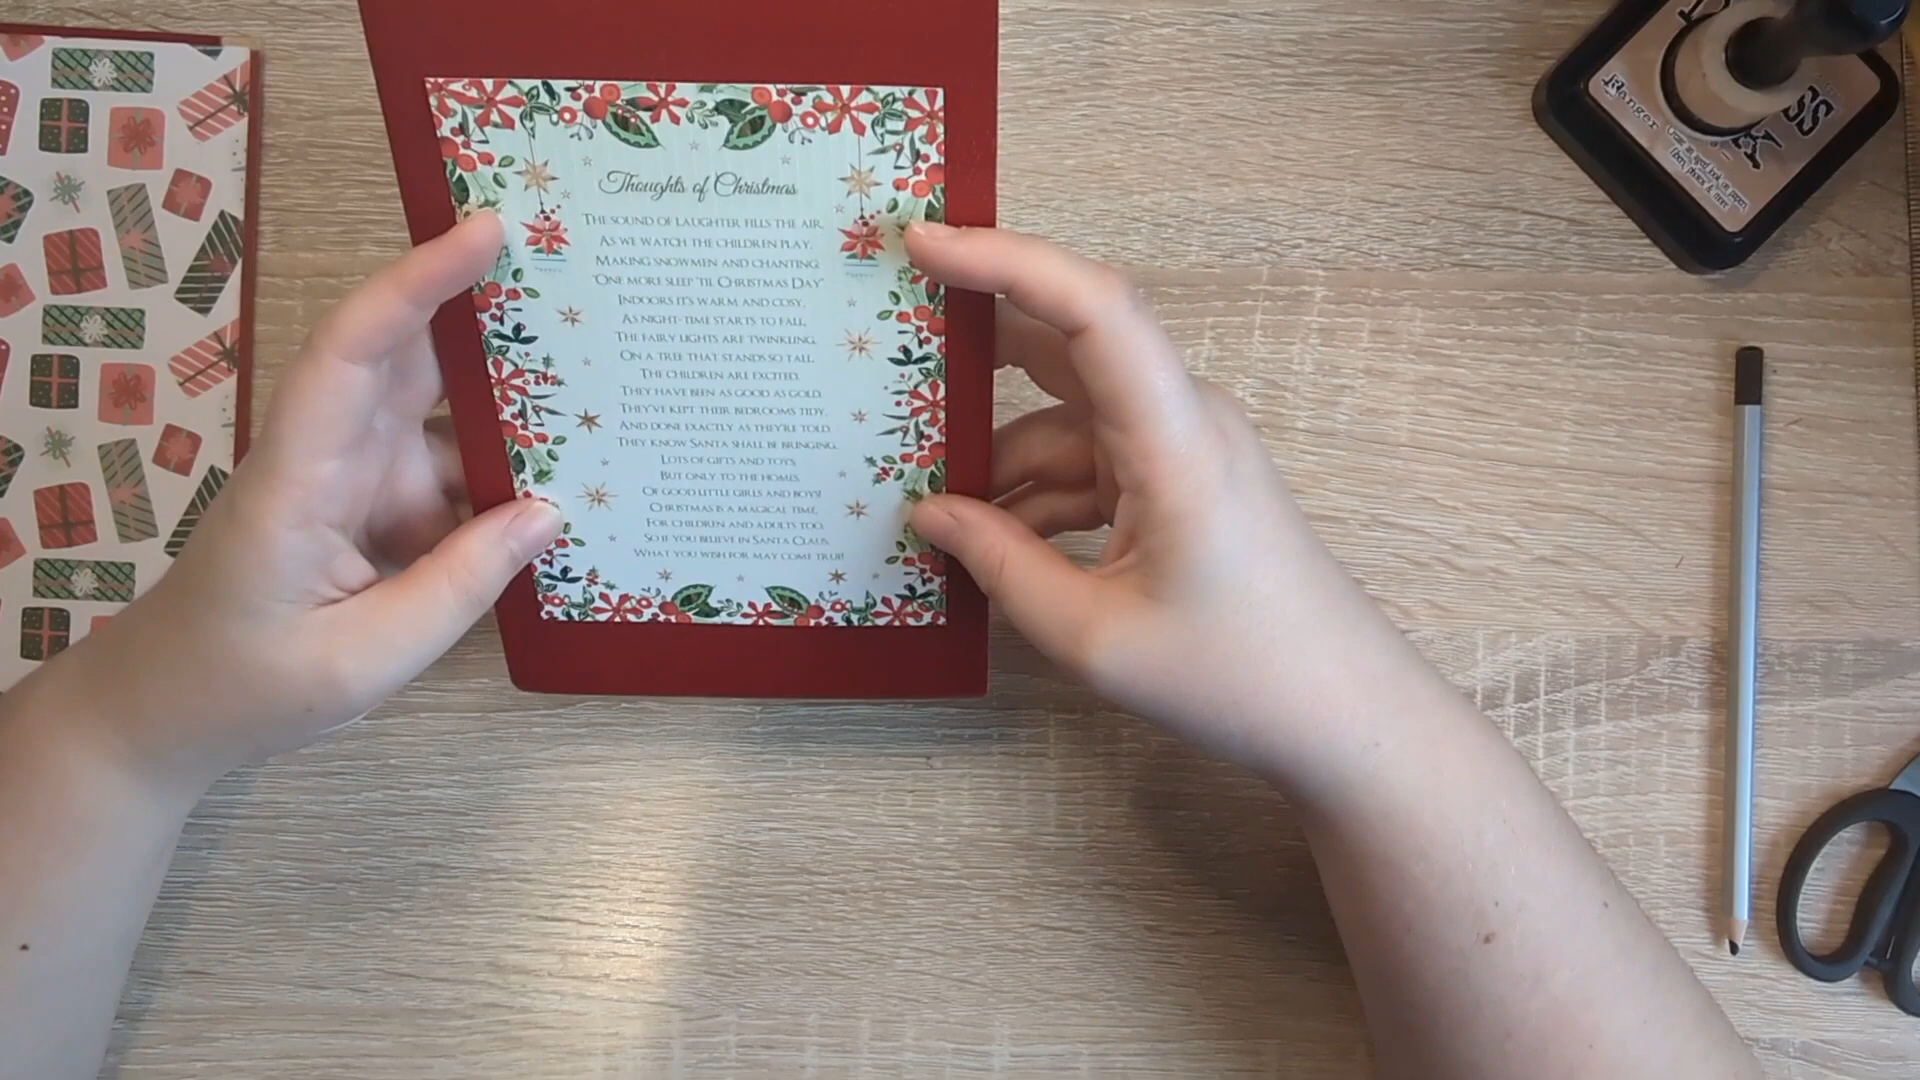 Thoughts of Christmas
THE SOUND OF LAUGHTER FILLS THE AIR,
AS WE WATCH THE CHILDREN PLAY,
MAKING SNOWMEN AND CHANTING:
'ONE MORE SLEEP 'TIL CHRISTMAS DAY'
INDOORS IT'S WARM AND COSY,
AS NIGHT-TIME STARTS TO FALL,
THE FAIRY LIGHTS ARE TWINKLING,
ON A TREE THAT STANDS SO TALL.
THE CHILDREN ARE EXCITED,
THEY HAVE BEEN AS GOOD AS GOLD,
THEY'VE KEPT THEIR BEDROOMS TIDY,
AND DONE EXACTLY AS THEY'RE TOLD.
THEY KNOW SANTA SHALL BE BRINGING,
LOTS OF GIFTS AND TOYS,
BUT ONLY TO THE HOMES,
OF GOOD LITTLE GIRLS AND BOYS!
CHRISTMAS IS A MAGICAL TIME,
FOR CHILDREN AND ADULTS TOO,
SO IF YOU BELIEVE IN SANTA CLAUS,
WHAT YOU WISH FOR, MAY COME TRUE!
Ranger